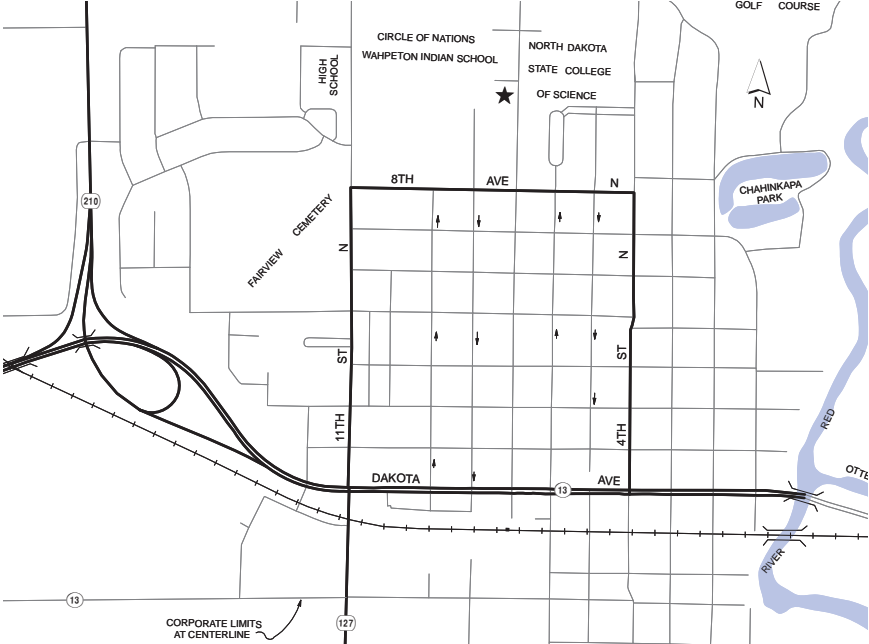 GOLF COURSE
CIRCLE OF NATIONS
WAHPETON INDIAN SCHOOL
NORTH DAKOTA
STATE COLLEGE
OF SCIENCE
HIGH
SCHOOL
N
8TH AVE N
CHAHINKAPA
PARK
210
FAIRVIEW CEMETERY
N
N
ST
ST
11TH
4TH
RED
DAKOTA AVE
13
OTTE
RIVER
13
CORPORATE LIMITS
AT CENTERLINE
127